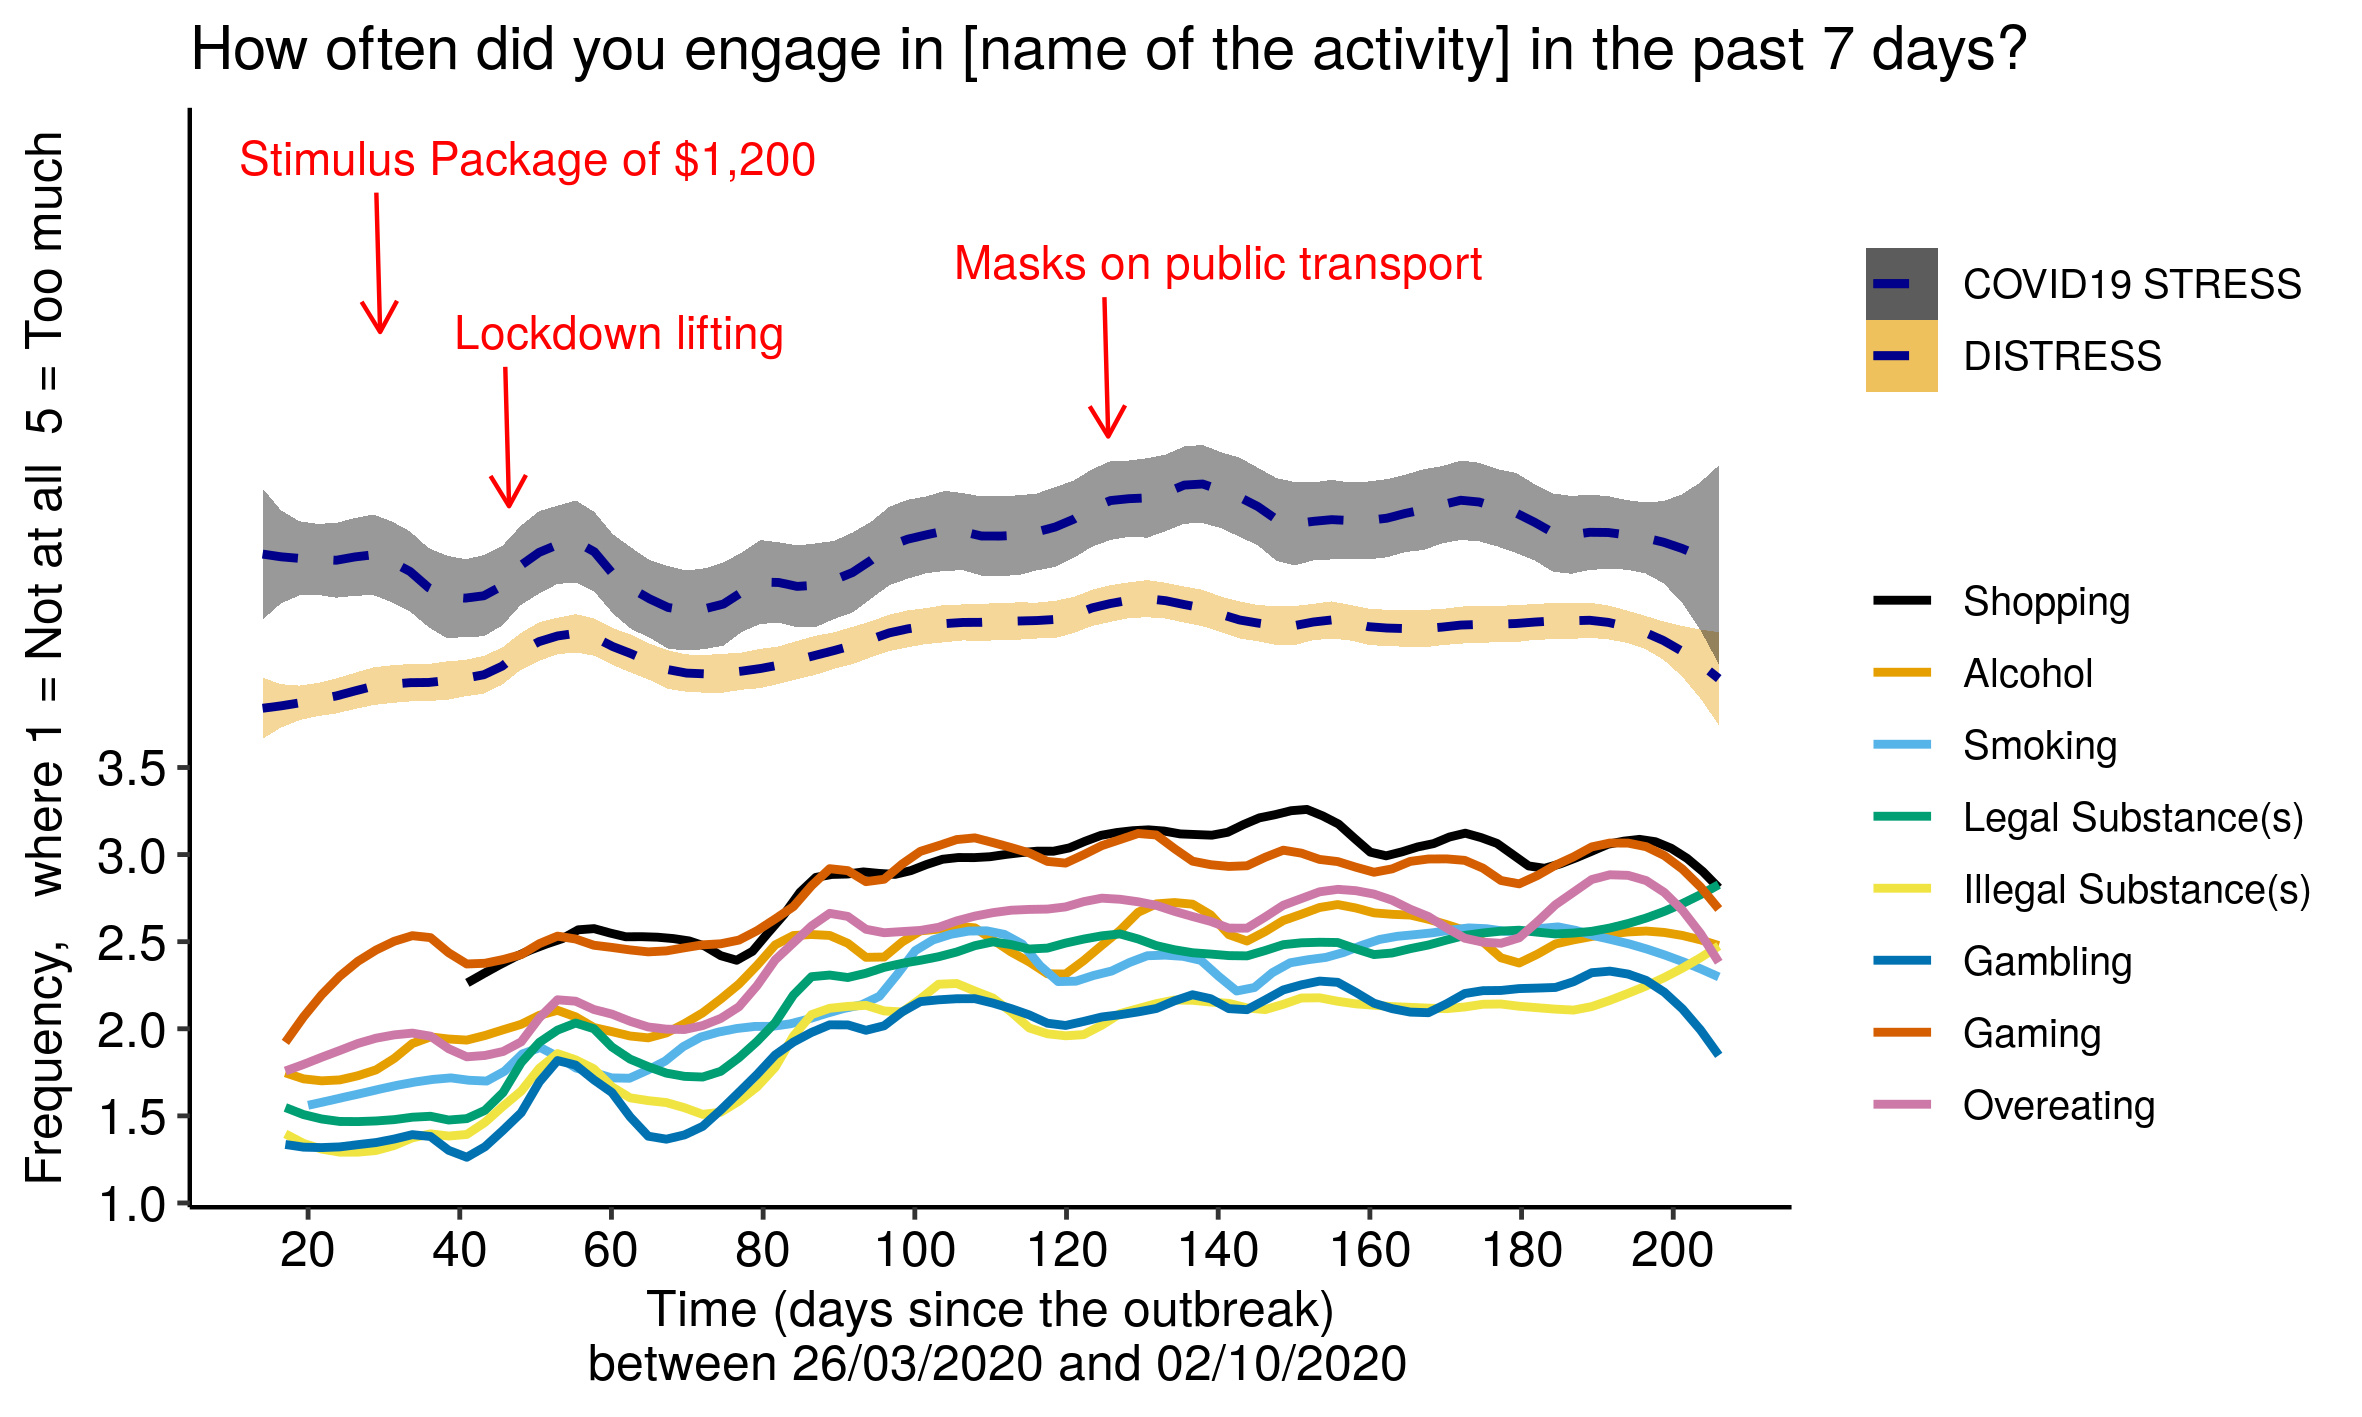 How often did you engage in [name of the activity] in the past 7 days?
Frequency,   where 1 = Not at all  5 = Too much
Stimulus Package of $1,200
Lockdown lifting
Masks on public transport
COVID19 STRESS
DISTRESS
Shopping
Alcohol
Smoking
Legal Substance(s)
Illegal Substance(s)
Gambling
Gaming
Overeating
3.5
3.0
2.5
2.0
1.5
1.0
20 40 60 80 100 120 140 160 180 200
Time (days since the outbreak)
between 26/03/2020 and 02/10/2020